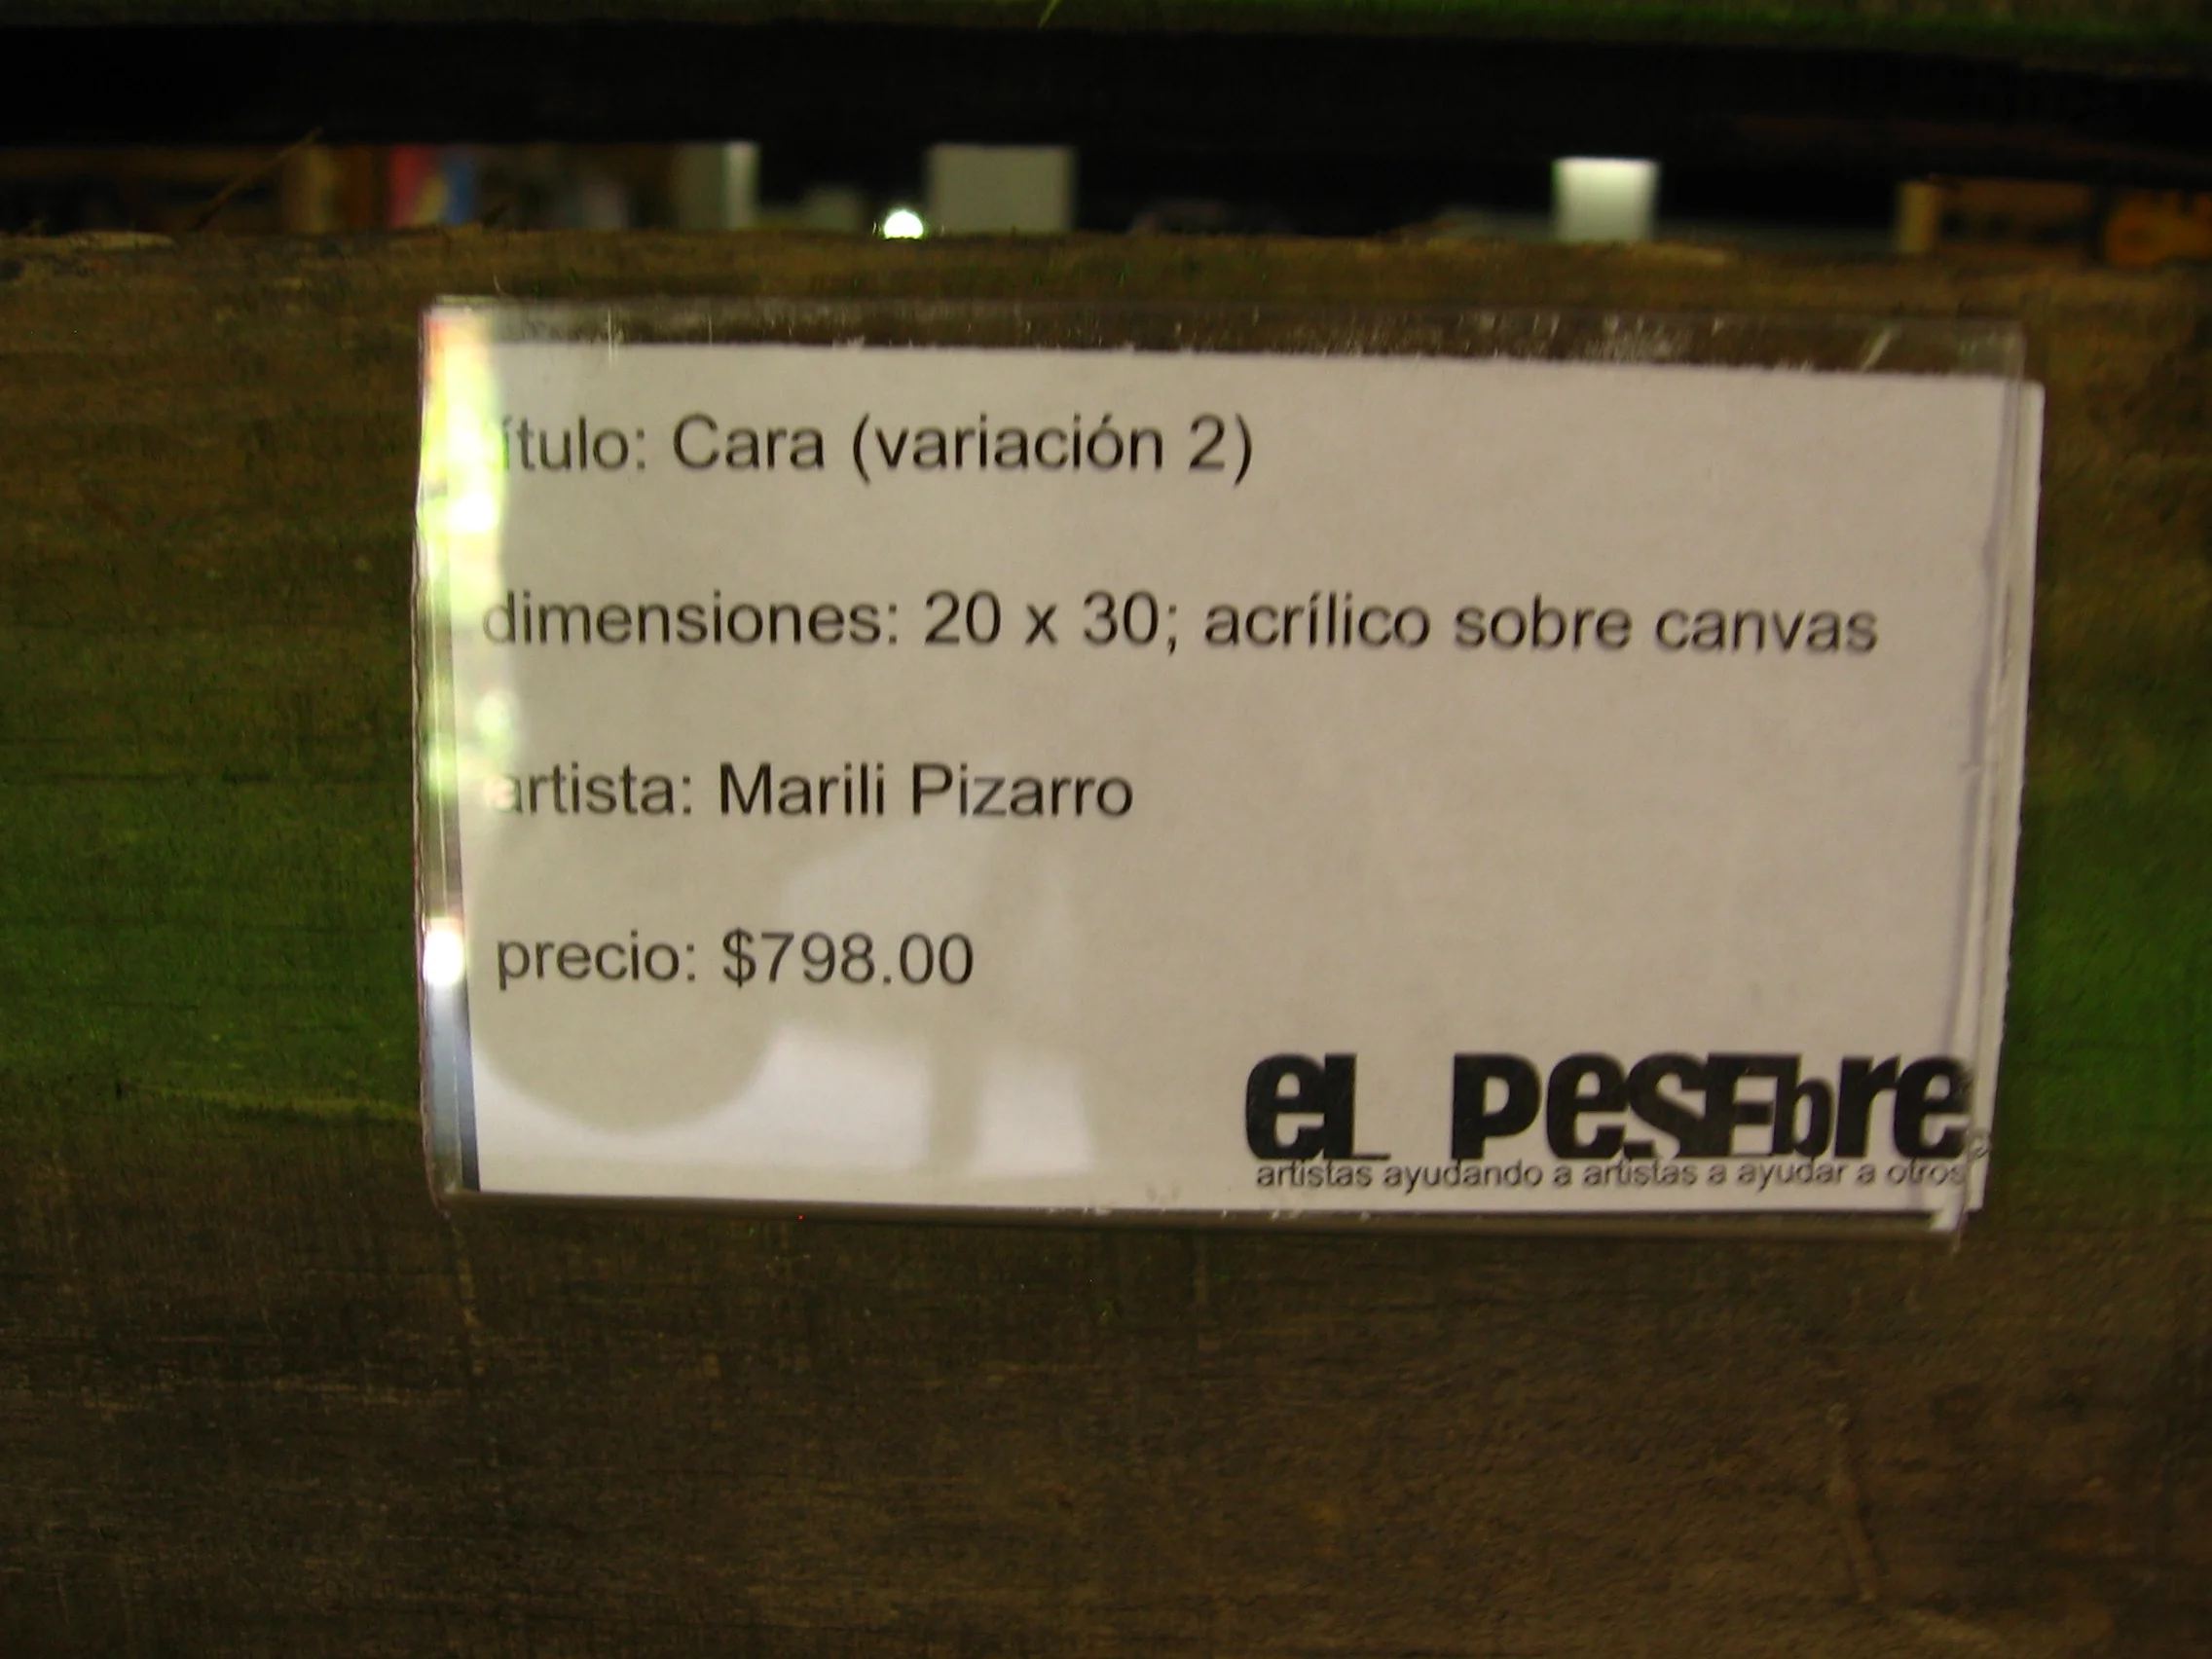 ítulo: Cara (variación 2)
dimensiones: 20 x 30; acrílico sobre canvas
artista: Marili Pizarro
precio: $798.00
eL PeSEbre
artistas ayudando a artistas a ayudar a otros